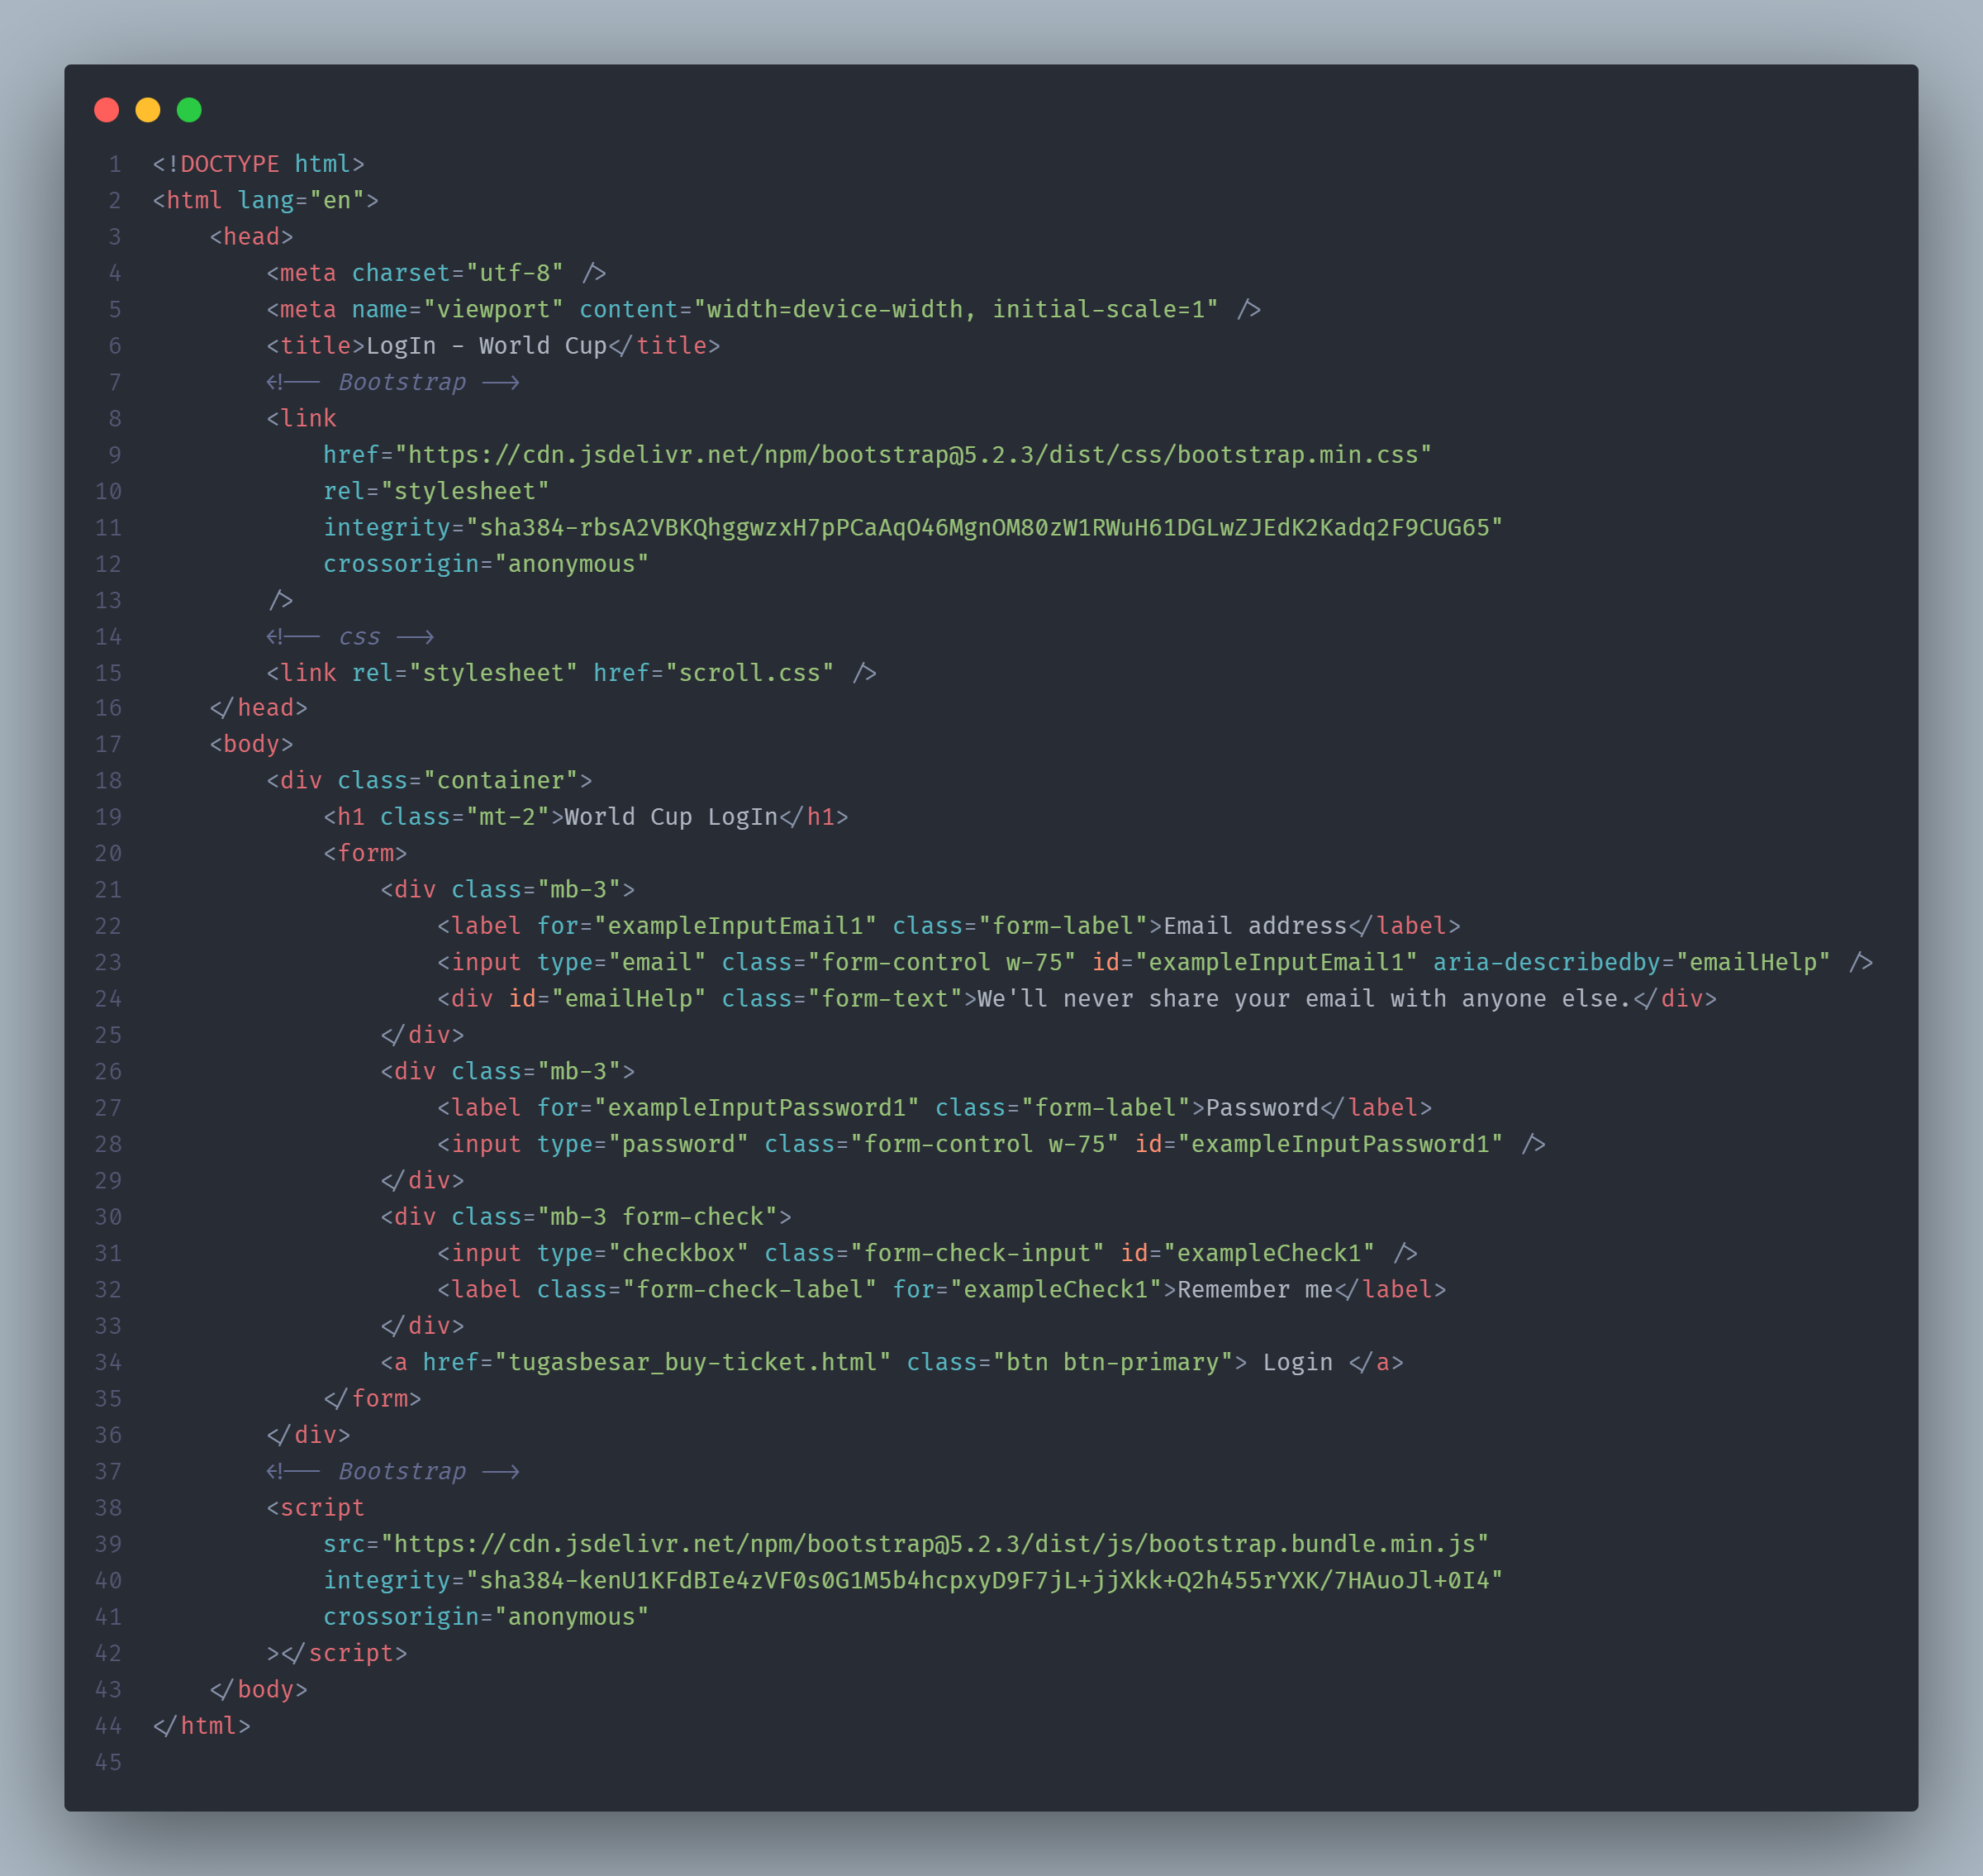 1 <!DOCTYPE html>
2 <html lang="en">
3     <head>
4         <meta charset="utf-8" />
5         <meta name="viewport" content="width=device-width, initial-scale=1" />
6         <title>LogIn - World Cup</title>
7         <!-- Bootstrap -->
8         <link
9             href="https://cdn.jsdelivr.net/npm/bootstrap@5.2.3/dist/css/bootstrap.min.css"
10             rel="stylesheet"
11             integrity="sha384-rbsA2VBKQhggwzxH7pPCaAqO46MgnOM80zW1RWuH61DGLwZJEdK2Kadq2F9CUG65"
12             crossorigin="anonymous"
13         />
14         <!-- css -->
15         <link rel="stylesheet" href="scroll.css" />
16     </head>
17     <body>
18         <div class="container">
19             <h1 class="mt-2">World Cup LogIn</h1>
20             <form>
21                 <div class="mb-3">
22                     <label for="exampleInputEmail1" class="form-label">Email address</label>
23                     <input type="email" class="form-control w-75" id="exampleInputEmail1" aria-describedby="emailHelp" />
24                     <div id="emailHelp" class="form-text">We'll never share your email with anyone else.</div>
25                 </div>
26                 <div class="mb-3">
27                     <label for="exampleInputPassword1" class="form-label">Password</label>
28                     <input type="password" class="form-control w-75" id="exampleInputPassword1" />
29                 </div>
30                 <div class="mb-3 form-check">
31                     <input type="checkbox" class="form-check-input" id="exampleCheck1" />
32                     <label class="form-check-label" for="exampleCheck1">Remember me</label>
33                 </div>
34                 <a href="tugasbesar_buy-ticket.html" class="btn btn-primary"> Login </a>
35             </form>
36         </div>
37         <!-- Bootstrap -->
38         <script
39             src="https://cdn.jsdelivr.net/npm/bootstrap@5.2.3/dist/js/bootstrap.bundle.min.js"
40             integrity="sha384-kenU1KFdBIe4zVF0s0G1M5b4hcpxyD9F7jL+jjXkk+Q2h455rYXK/7HAuoJl+0I4"
41             crossorigin="anonymous"
42         ></script>
43     </body>
44 </html>
45